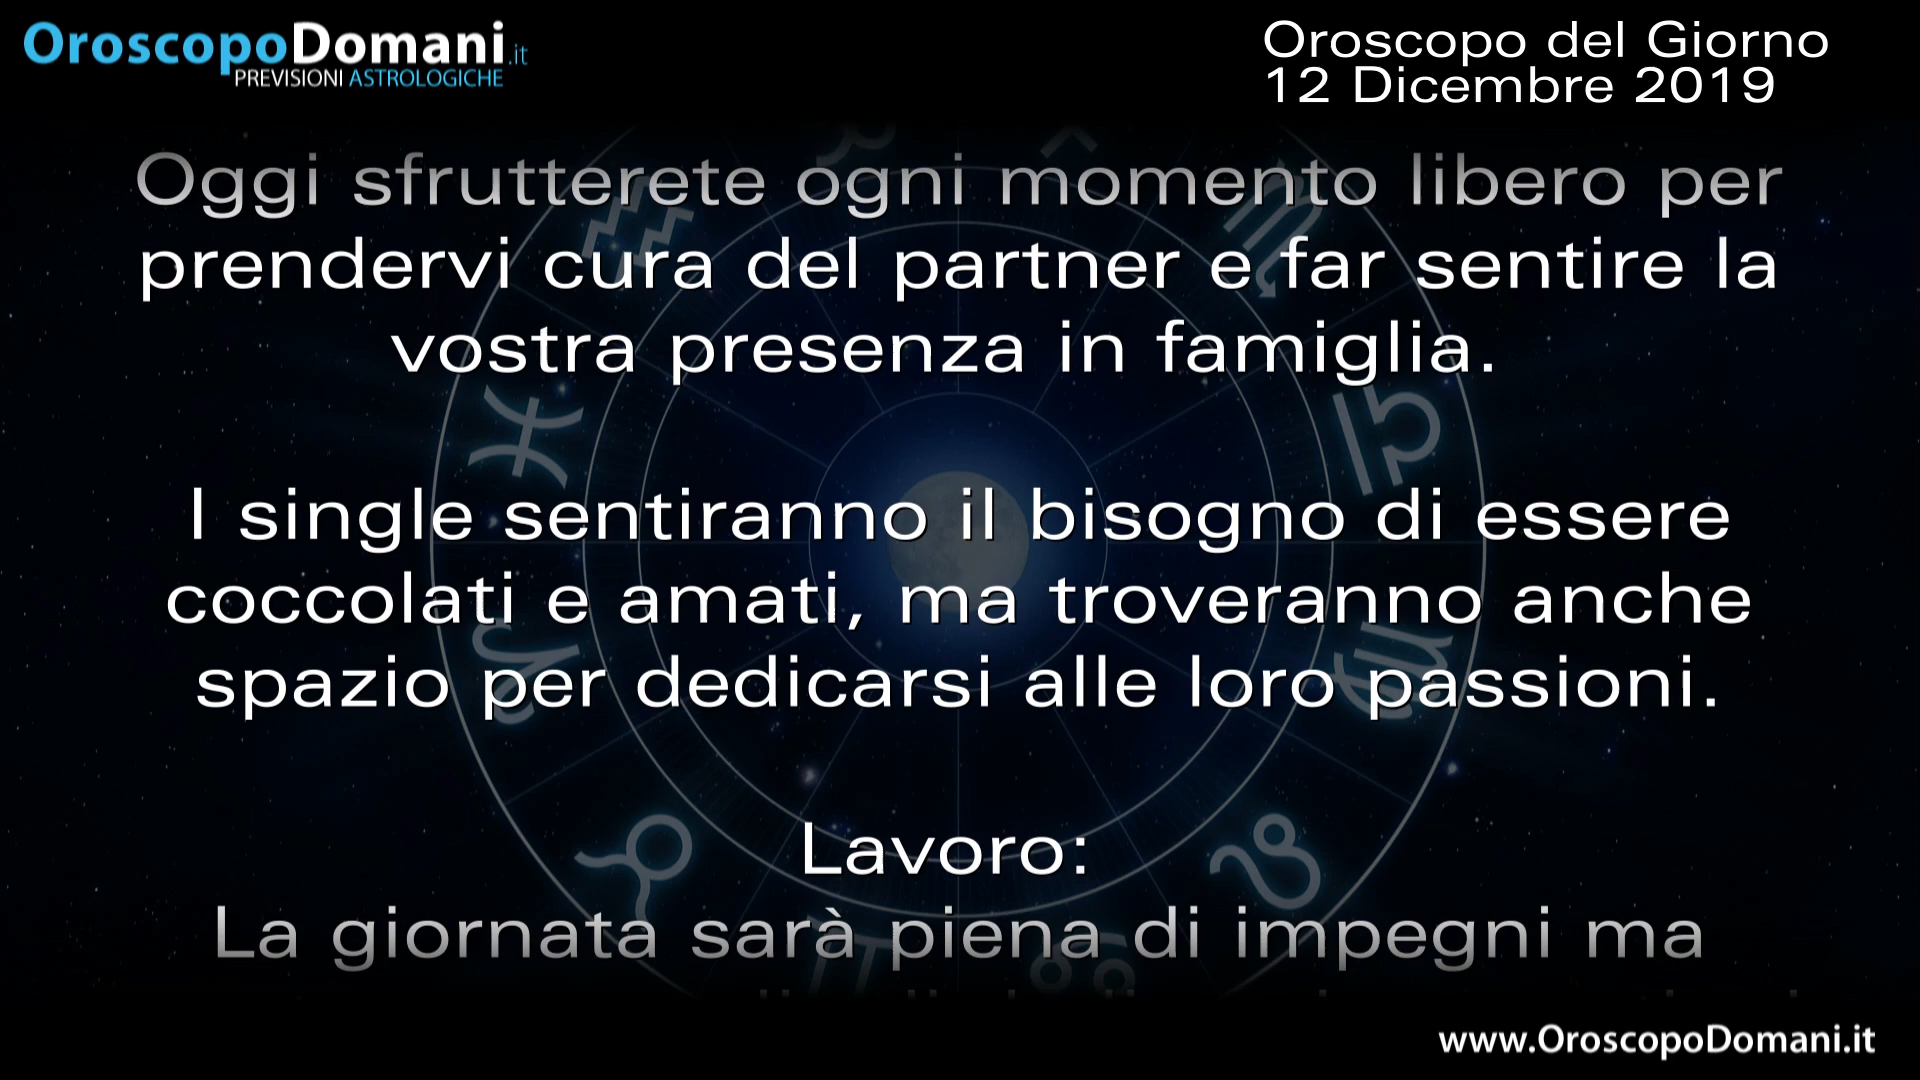 OroscopoDomani.it
PREVISIONI ASTROLOGICHE
Oroscopo del Giorno
12 Dicembre 2019
Oggi sfrutterete ogni momento libero per
prendervi cura del partner e far sentire la
vostra presenza in famiglia.
I single sentiranno il bisogno di essere
coccolati e amati, ma troveranno anche
spazio per dedicarsi alle loro passioni.
Lavoro:
La giornata sarà piena di impegni ma
www.OroscopoDomani.it